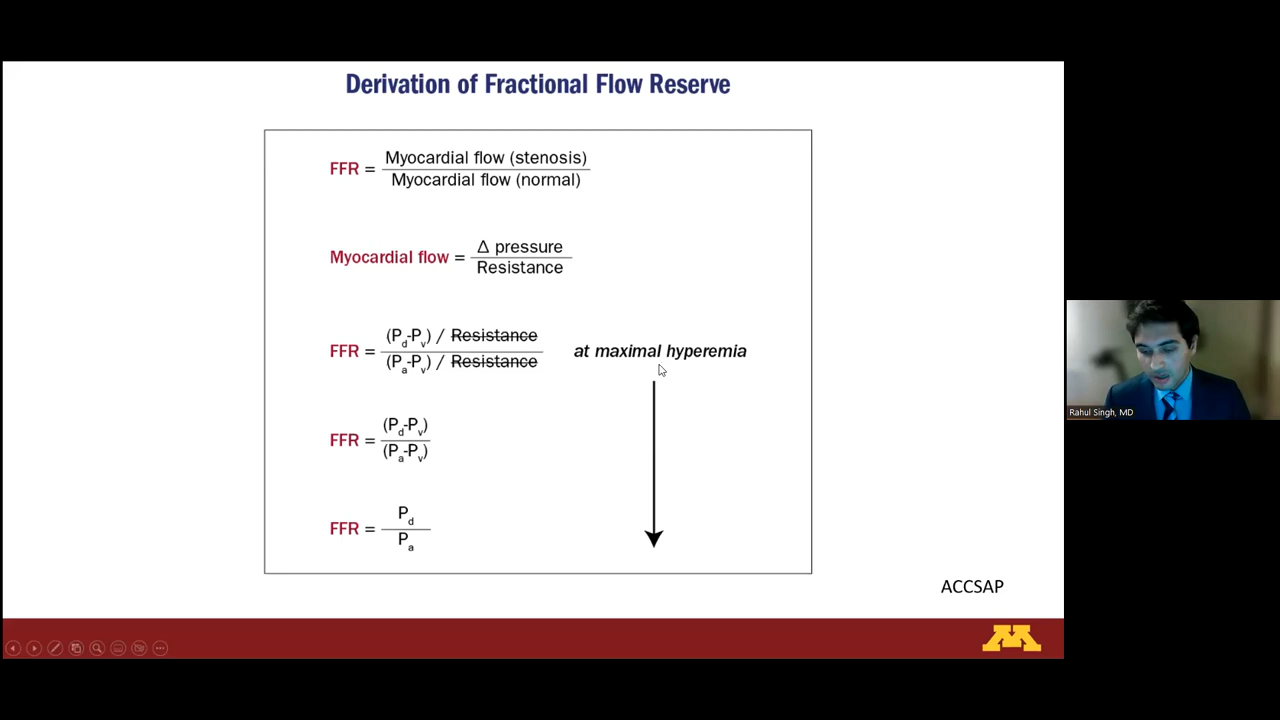 Derivation of Fractional Flow Reserve
FFR = Myocardial flow (stenosis) / Myocardial flow (normal)
Myocardial flow = Δ pressure / Resistance
FFR = (Pd-Pv) / Resistance / (Pa-Pv) / Resistance at maximal hyperemia
FFR = (Pd-Pv) / (Pa-Pv)
FFR = Pd / Pa
ACCSAP
M
Rahul Singh, MD